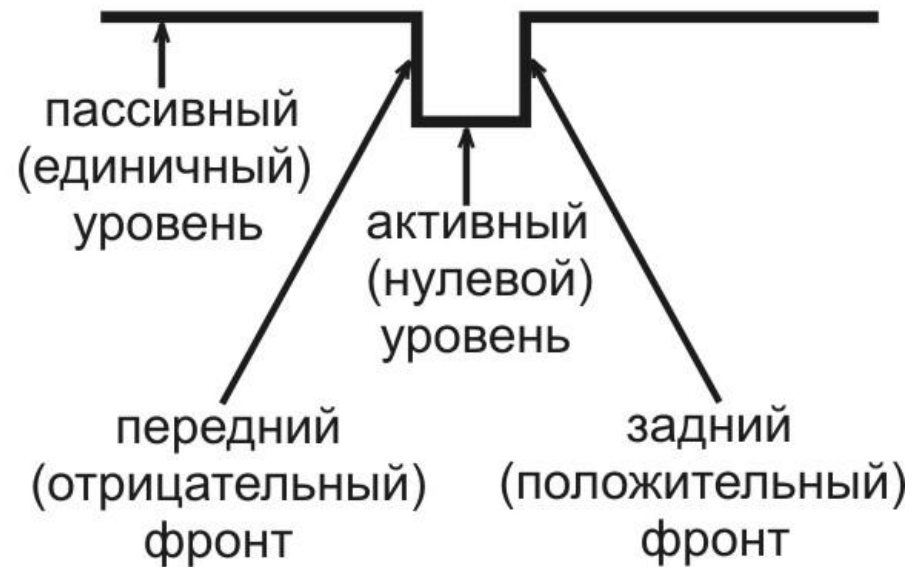 пассивный
(единичный)
уровень
активный
(нулевой)
уровень
передний
(отрицательный)
фронт
задний
(положительный)
фронт